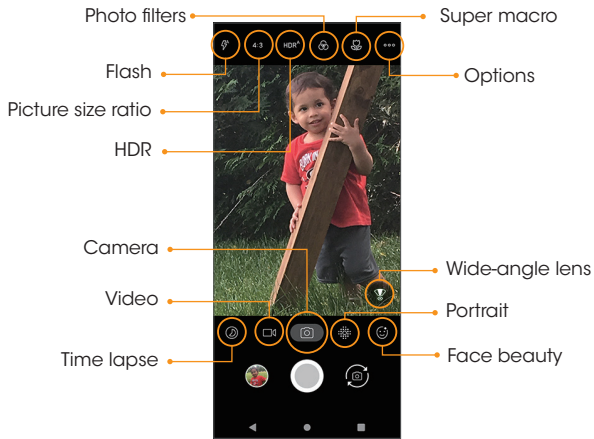 Photo filters
Super macro
Flash
4:3
HDRᴬ
Options
Picture size ratio
HDR
Camera
Wide-angle lens
Video
Portrait
Time lapse
Face beauty